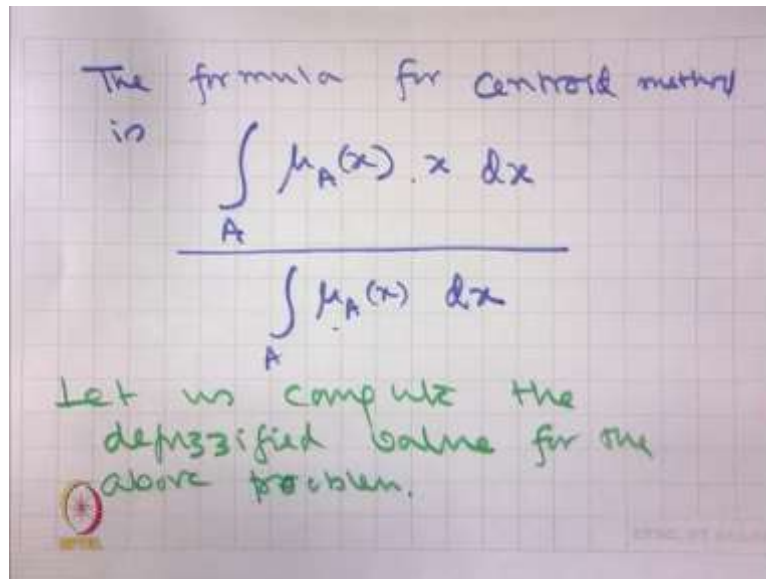 The formula for Centroid method
is
∫_A μ_A(x) . x dx
∫_A μ_A(x) dx
Let us compute the
defuzzified value for the
above problem.
NPTEL